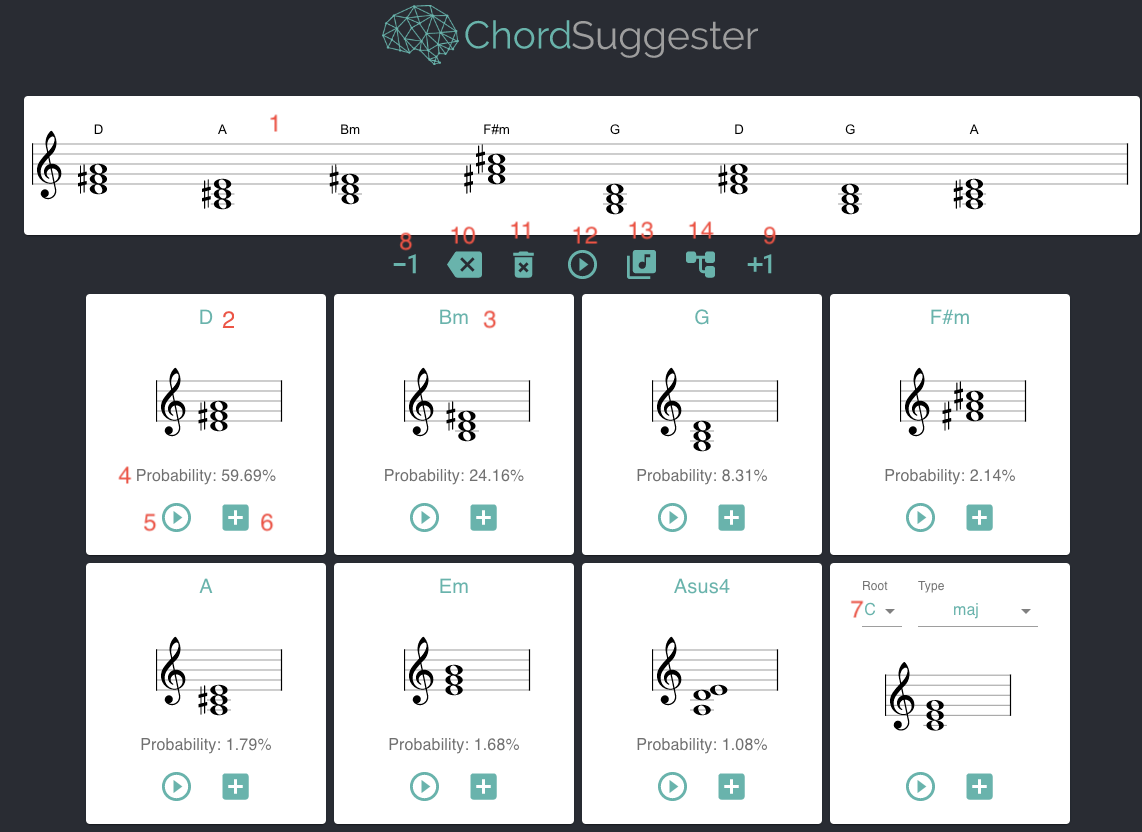 ChordSuggester
D A 1 Bm F#m G D G A
8 10 11 12 13 14 9
−1 +1
D 2 Bm 3 G F#m
4 Probability: 59.69% Probability: 24.16% Probability: 8.31% Probability: 2.14%
5 6
A Em Asus4 Root Type
7 C maj
Probability: 1.79% Probability: 1.68% Probability: 1.08%